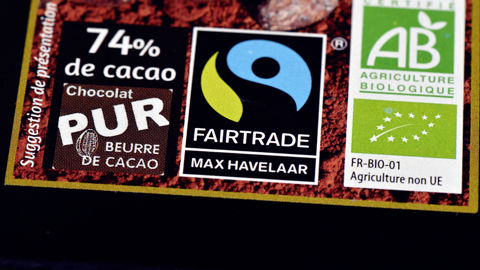 Suggestion de présentation
74%
de cacao
Chocolat
PUR
BEURRE
DE CACAO
®
FAIRTRADE
MAX HAVELAAR
CERTIFIÉ
AB
AGRICULTURE
BIOLOGIQUE
FR-BIO-01
Agriculture non UE